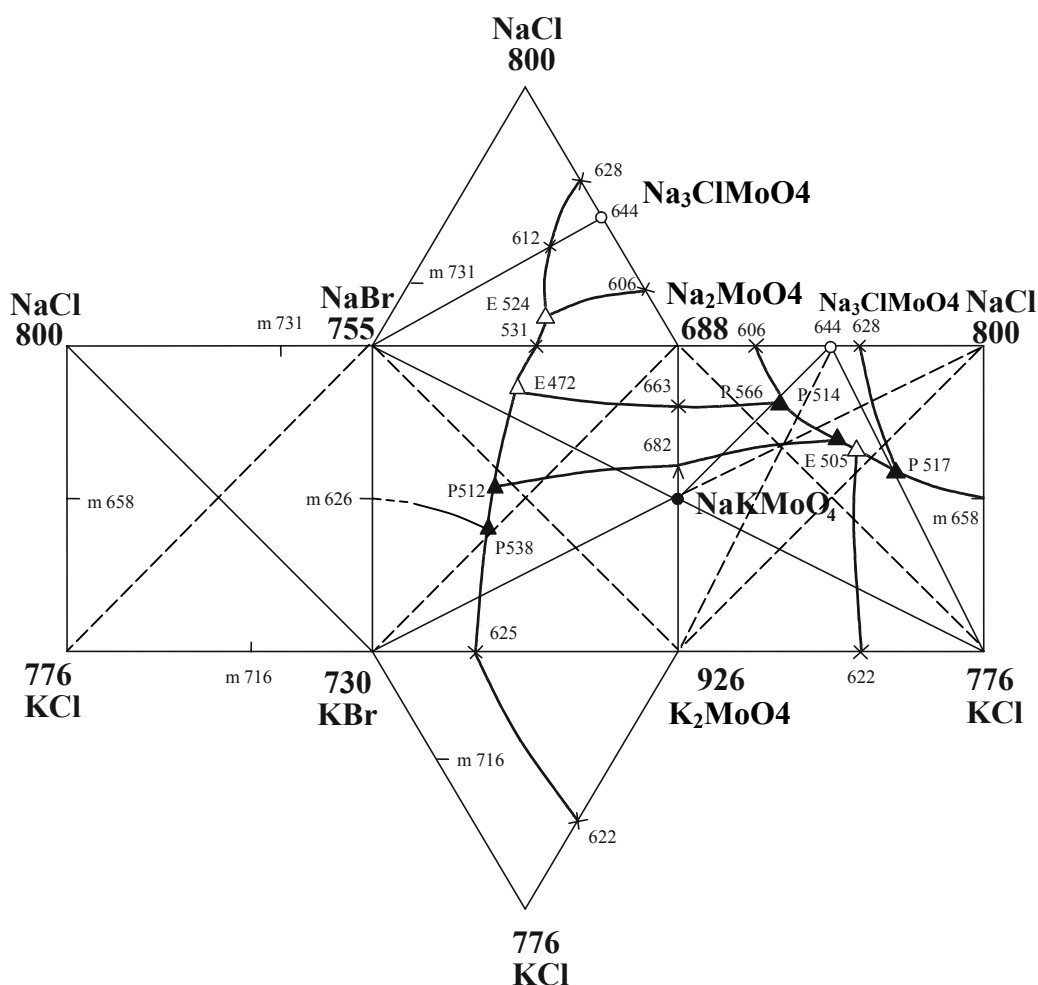 NaCl
800
628
Na₃ClMoO4
644
612
m 731
606
E 524
NaCl
800
m 731
NaBr
755
531
Na₂MoO4
688
606
Na₃ClMoO4
644
628
NaCl
800
E 472
663
P 566
P 514
682
E 505
P 517
m 658
m 626
P512
NaKMoO₄
m 658
P538
625
776
KCl
m 716
730
KBr
926
K₂MoO4
622
776
KCl
m 716
622
776
KCl